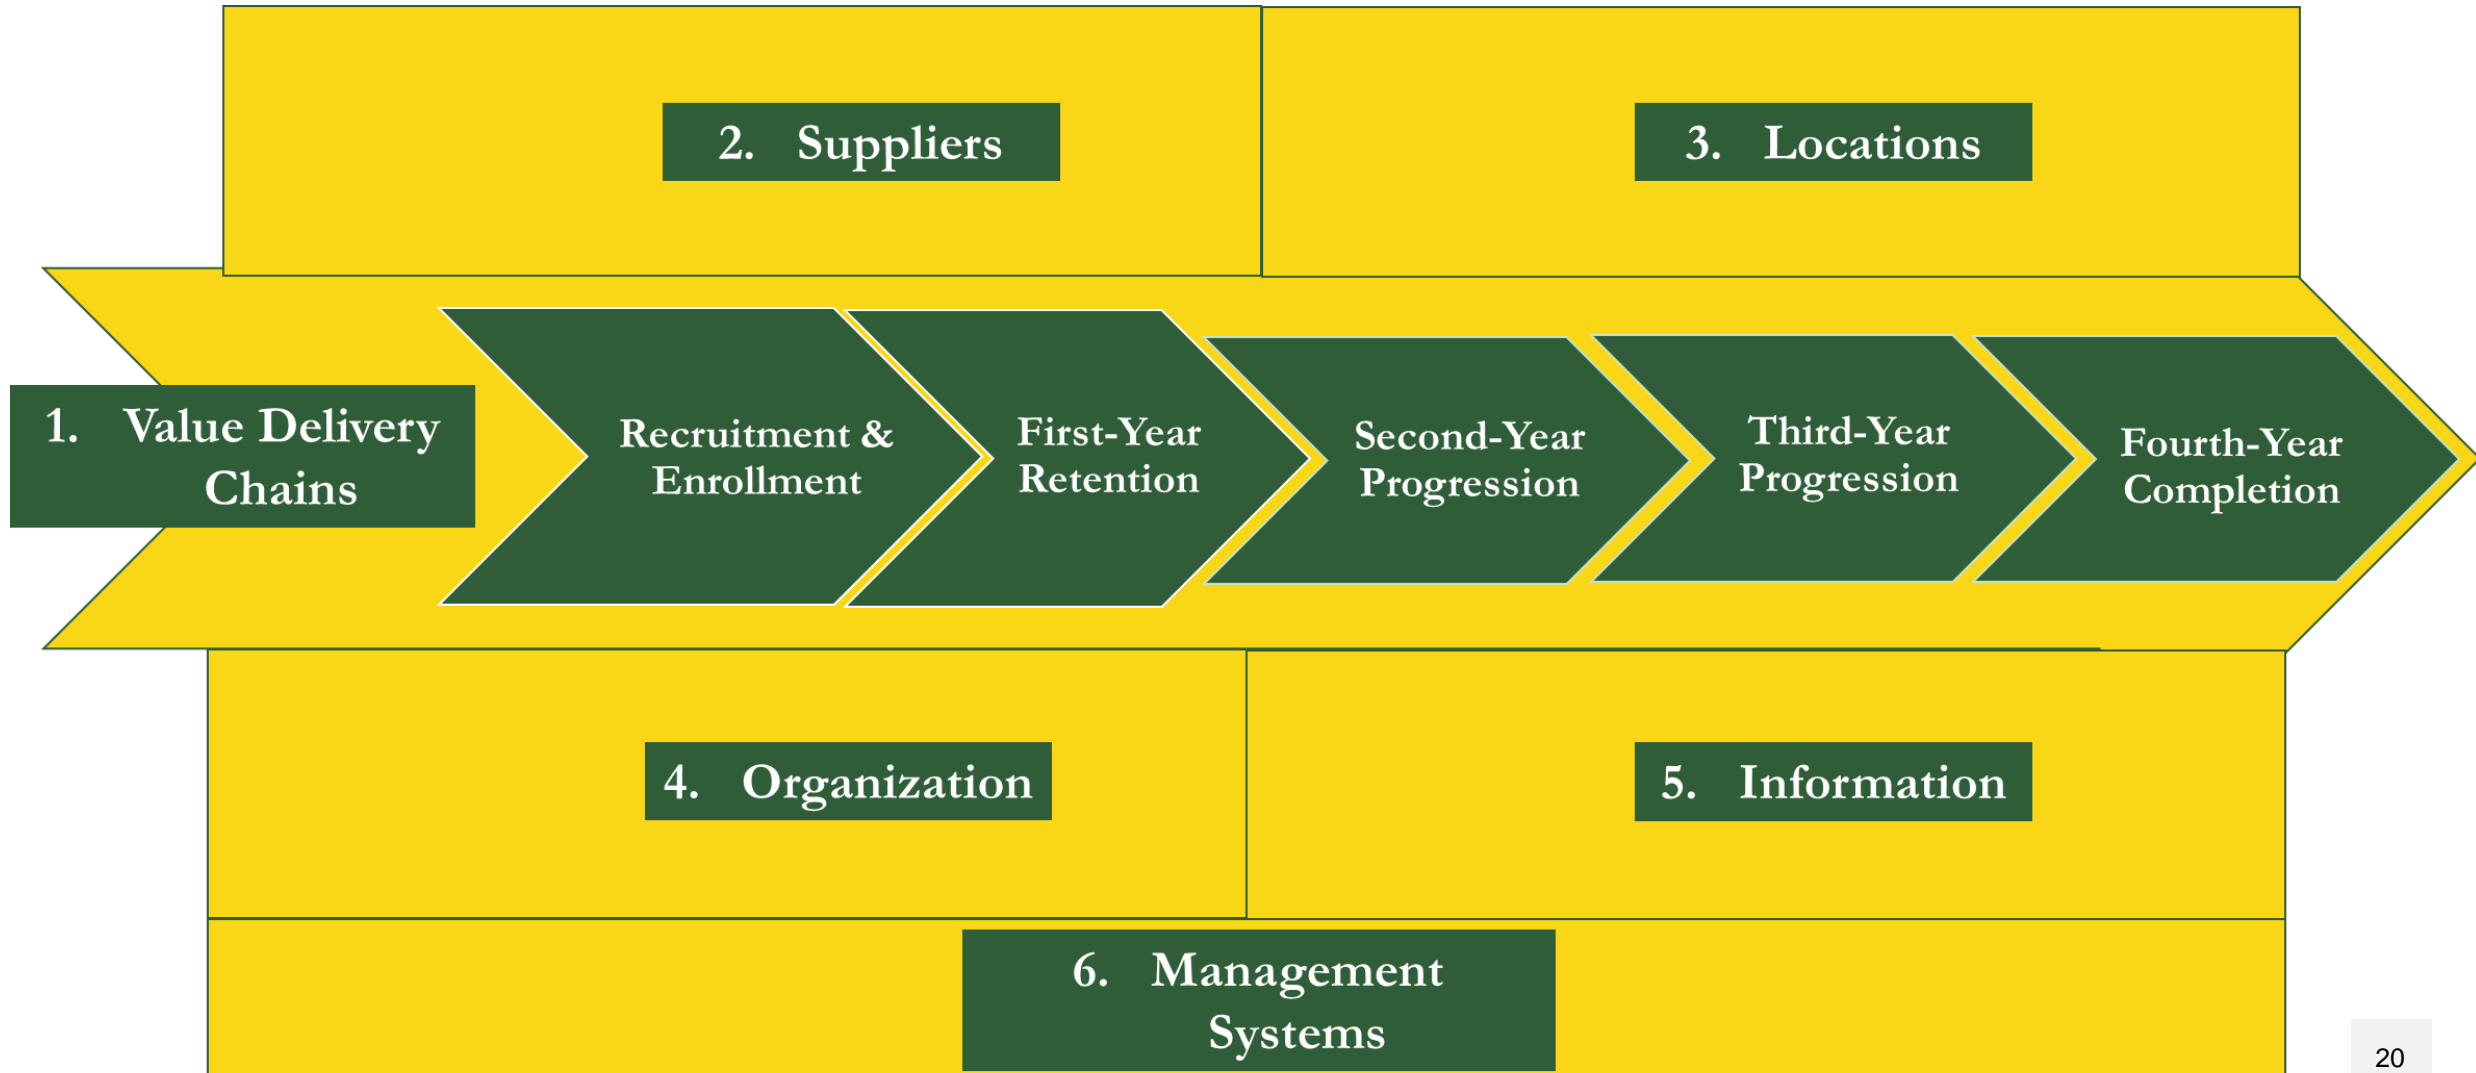 2. Suppliers
3. Locations
1. Value Delivery
Chains
Recruitment &
Enrollment
First-Year
Retention
Second-Year
Progression
Third-Year
Progression
Fourth-Year
Completion
4. Organization
5. Information
6. Management
Systems
20